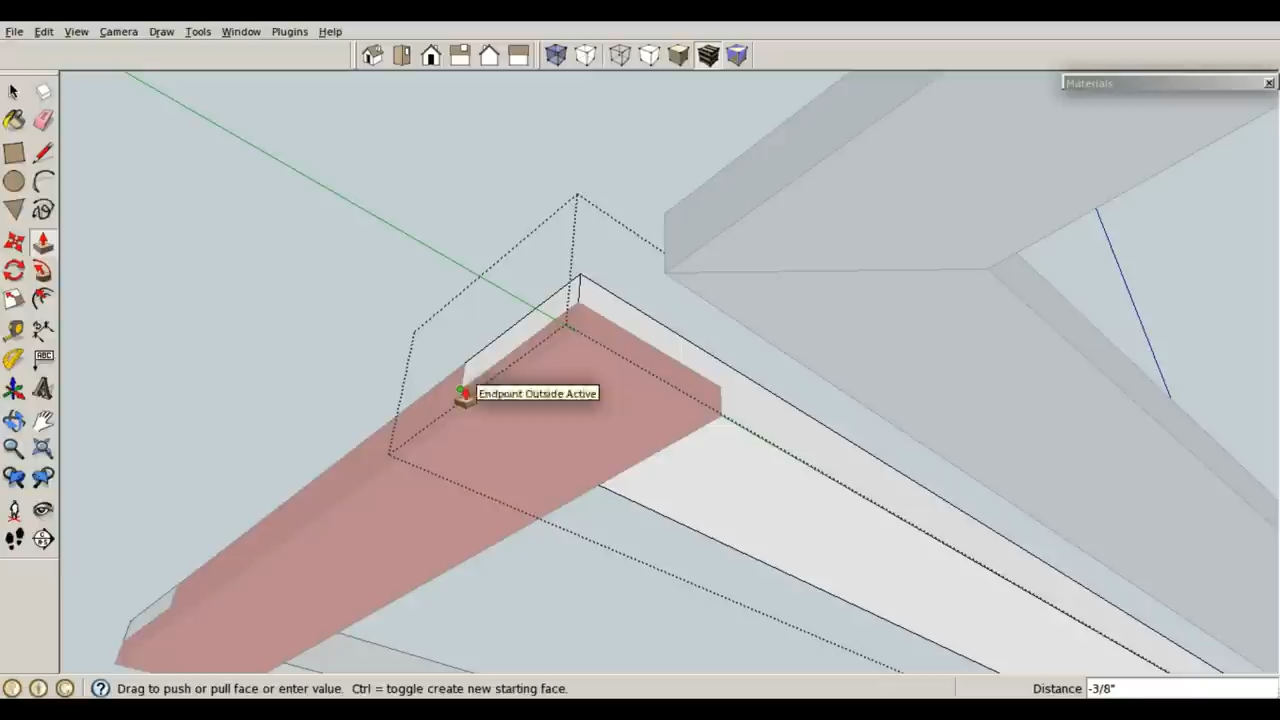 File Edit View Camera Draw Tools Window Plugins Help
Materials
ABC
Endpoint Outside Active
Drag to push or pull face or enter value. Ctrl = toggle create new starting face.
Distance -3/8"